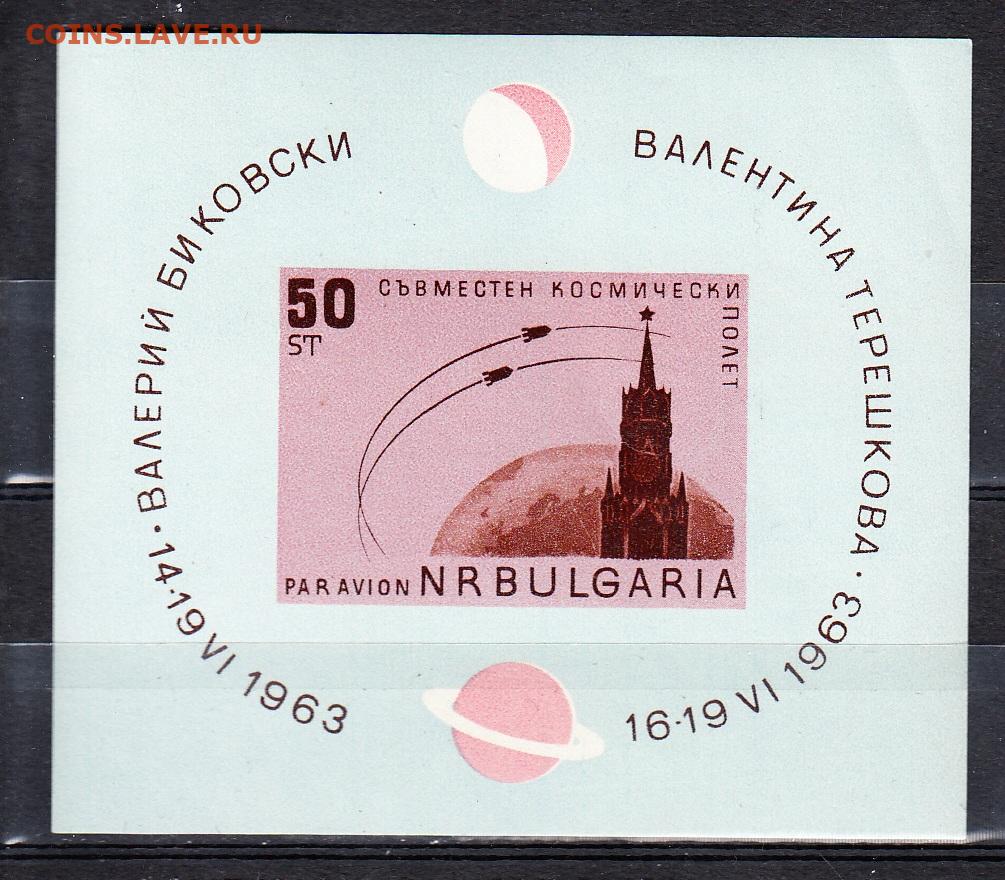 COINS.LAVE.RU
14-19 VI 1963 • ВАЛЕРИЙ БИКОВСКИ
ВАЛЕНТИНА ТЕРЕШКОВА • 16-19 VI 1963
50
ST
СЪВМЕСТЕН КОСМИЧЕСКИ
ПОЛЕТ
PAR AVION NR BULGARIA